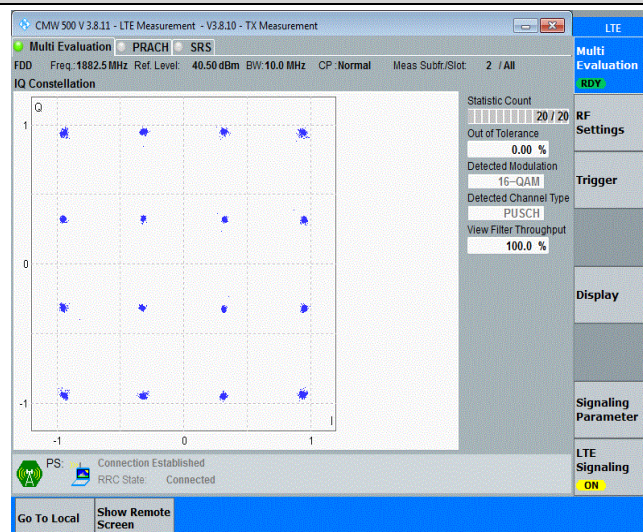 CMW 500 V 3.8.11 - LTE Measurement - V3.8.10 - TX Measurement
LTE
Multi Evaluation PRACH SRS
FDD Freq.:1882.5 MHz Ref. Level: 40.50 dBm BW:10.0 MHz CP :Normal Meas Subfr./Slot: 2 / All
IQ Constellation
Q
1
0
-1
-1 0 1
I
Statistic Count
20 / 20
Out of Tolerance
0.00 %
Detected Modulation
16-QAM
Detected Channel Type
PUSCH
View Filter Throughput
100.0 %
Multi
Evaluation
RDY
RF
Settings
Trigger
Display
Signaling
Parameter
LTE
Signaling
ON
PS: Connection Established
RRC State: Connected
Go To Local
Show Remote
Screen